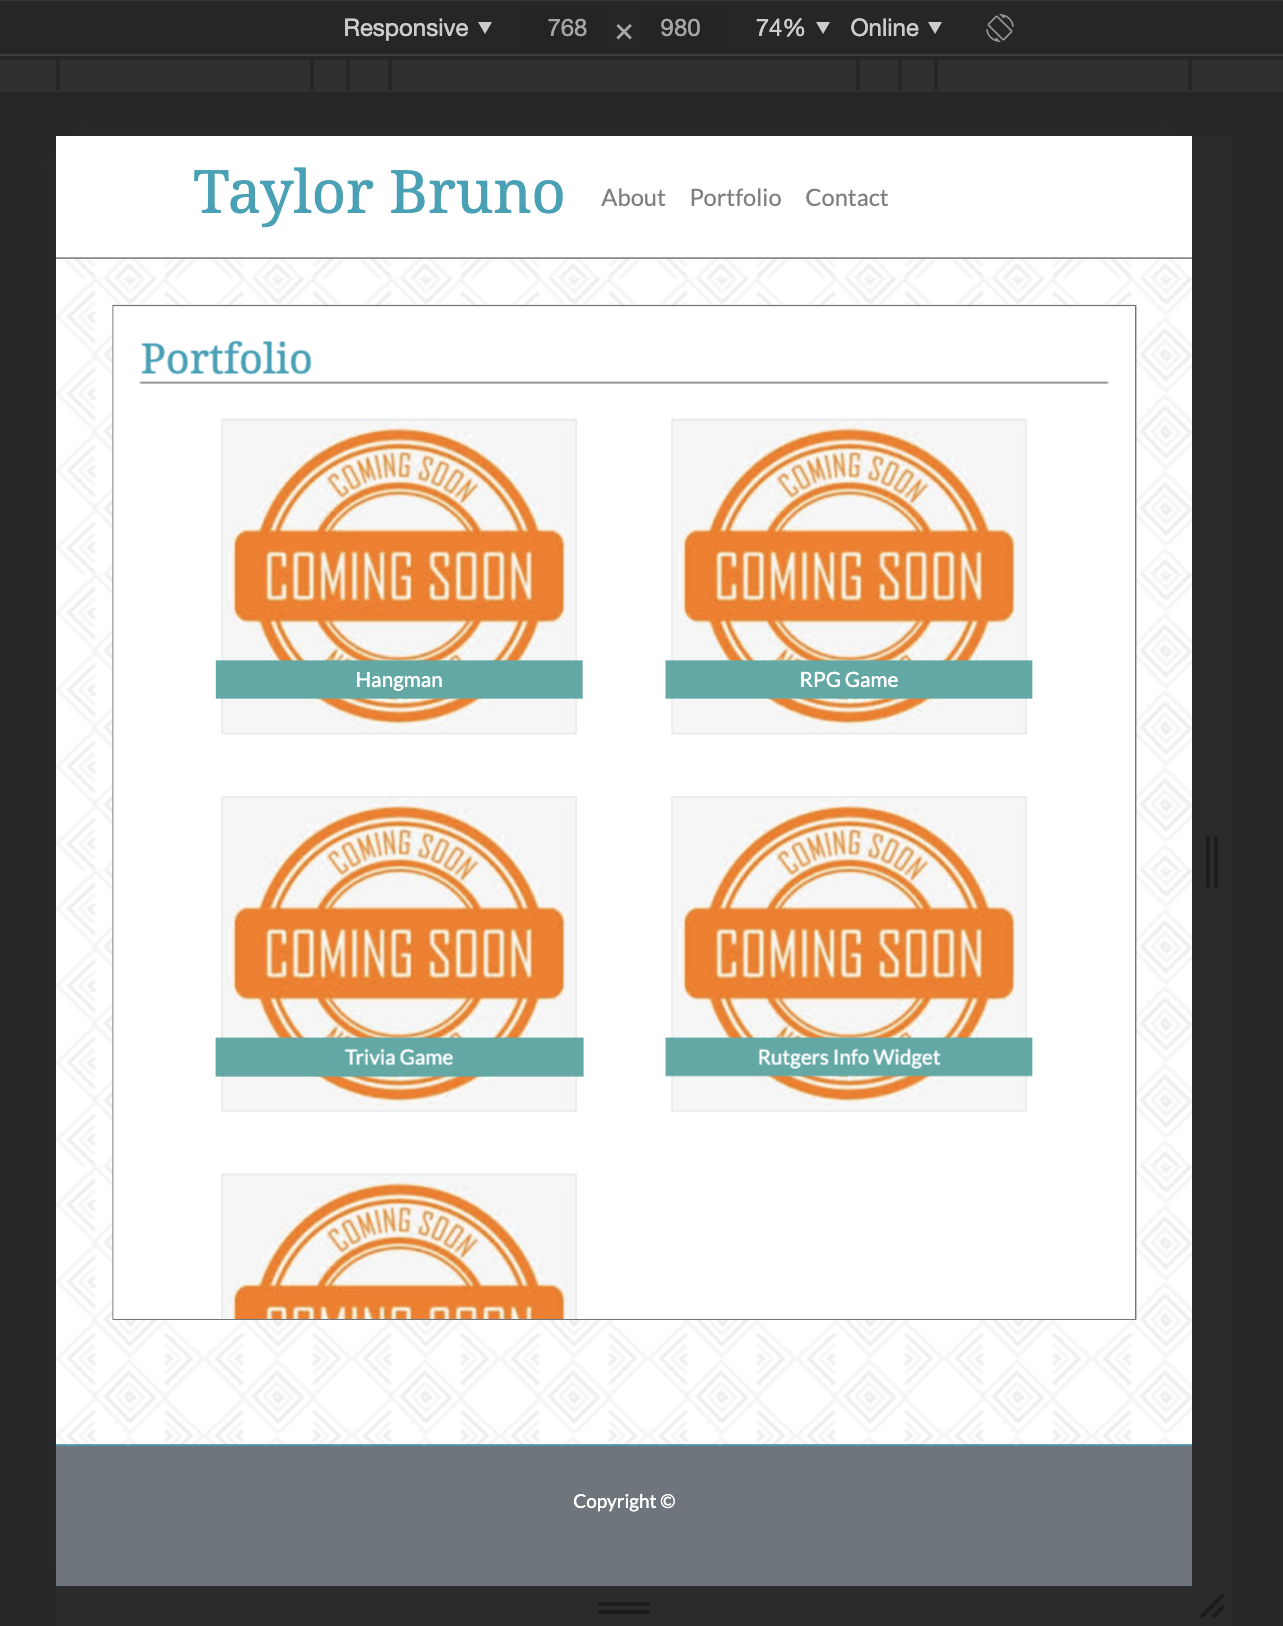 Responsive ▼ 768 × 980 74% ▼ Online ▼
Taylor Bruno About Portfolio Contact
Portfolio
COMING SOON COMING SOON
COMING SOON COMING SOON
Hangman RPG Game
COMING SOON COMING SOON
COMING SOON COMING SOON
Trivia Game Rutgers Info Widget
COMING SOON
COMING SOON
Copyright ©